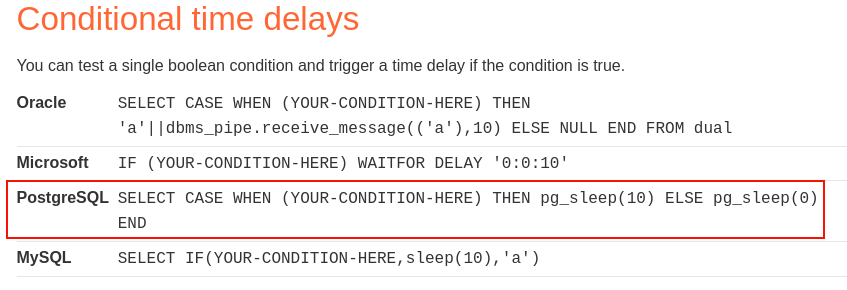 Conditional time delays
You can test a single boolean condition and trigger a time delay if the condition is true.
Oracle SELECT CASE WHEN (YOUR-CONDITION-HERE) THEN
'a'||dbms_pipe.receive_message(('a'),10) ELSE NULL END FROM dual
Microsoft IF (YOUR-CONDITION-HERE) WAITFOR DELAY '0:0:10'
PostgreSQL SELECT CASE WHEN (YOUR-CONDITION-HERE) THEN pg_sleep(10) ELSE pg_sleep(0)
END
MySQL SELECT IF(YOUR-CONDITION-HERE,sleep(10),'a')